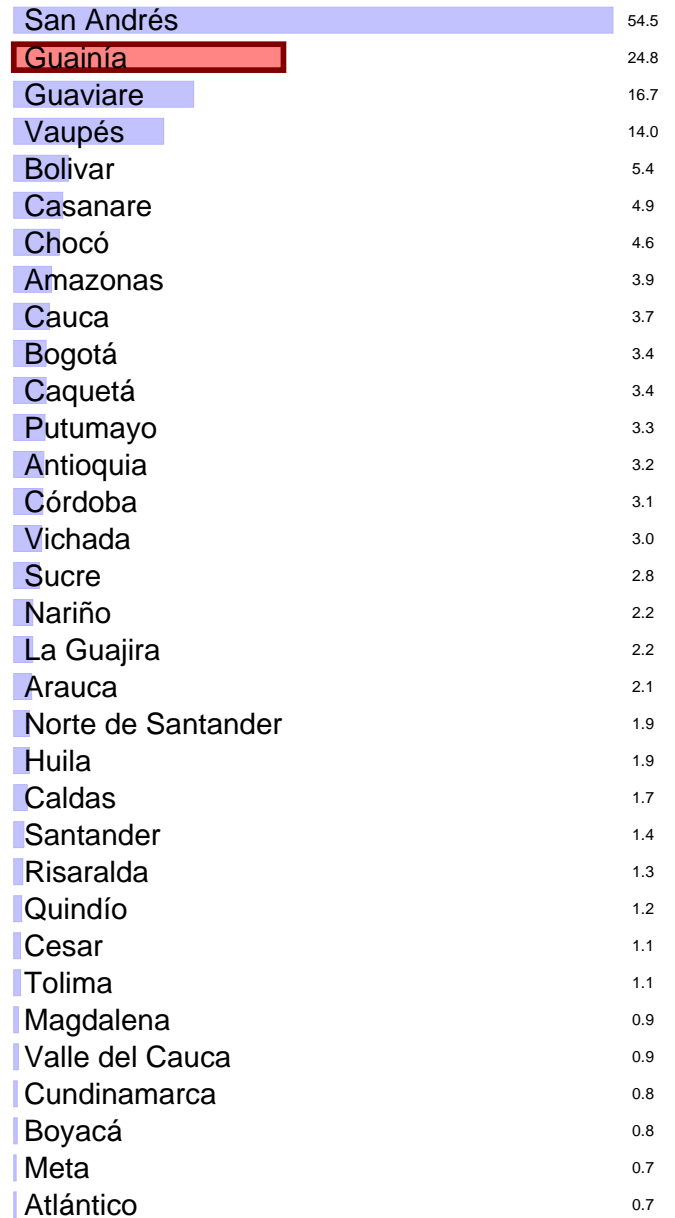 San Andrés 54.5
Guainía 24.8
Guaviare 16.7
Vaupés 14.0
Bolivar 5.4
Casanare 4.9
Chocó 4.6
Amazonas 3.9
Cauca 3.7
Bogotá 3.4
Caquetá 3.4
Putumayo 3.3
Antioquia 3.2
Córdoba 3.1
Vichada 3.0
Sucre 2.8
Nariño 2.2
La Guajira 2.2
Arauca 2.1
Norte de Santander 1.9
Huila 1.9
Caldas 1.7
Santander 1.4
Risaralda 1.3
Quindío 1.2
Cesar 1.1
Tolima 1.1
Magdalena 0.9
Valle del Cauca 0.9
Cundinamarca 0.8
Boyacá 0.8
Meta 0.7
Atlántico 0.7